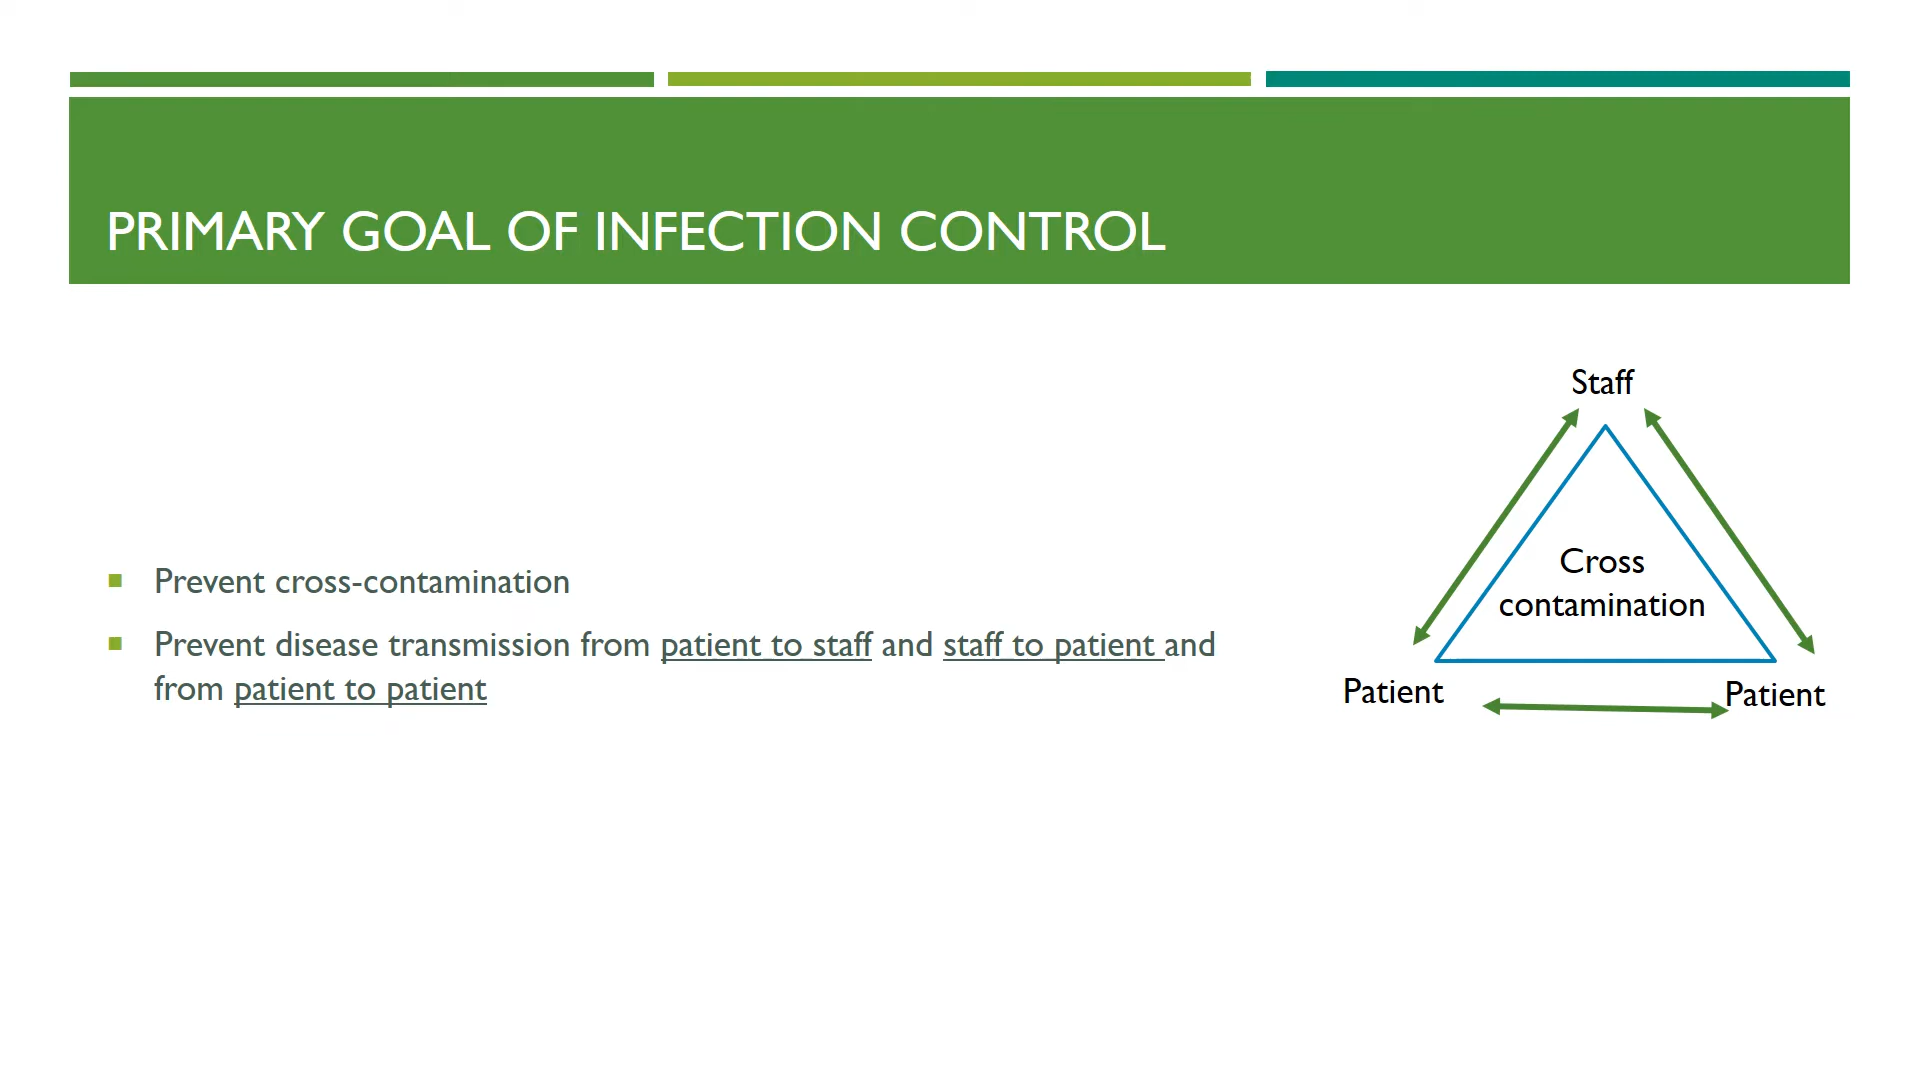 PRIMARY GOAL OF INFECTION CONTROL
Prevent cross-contamination
Prevent disease transmission from patient to staff and staff to patient and
from patient to patient
Staff
Cross
contamination
Patient
Patient